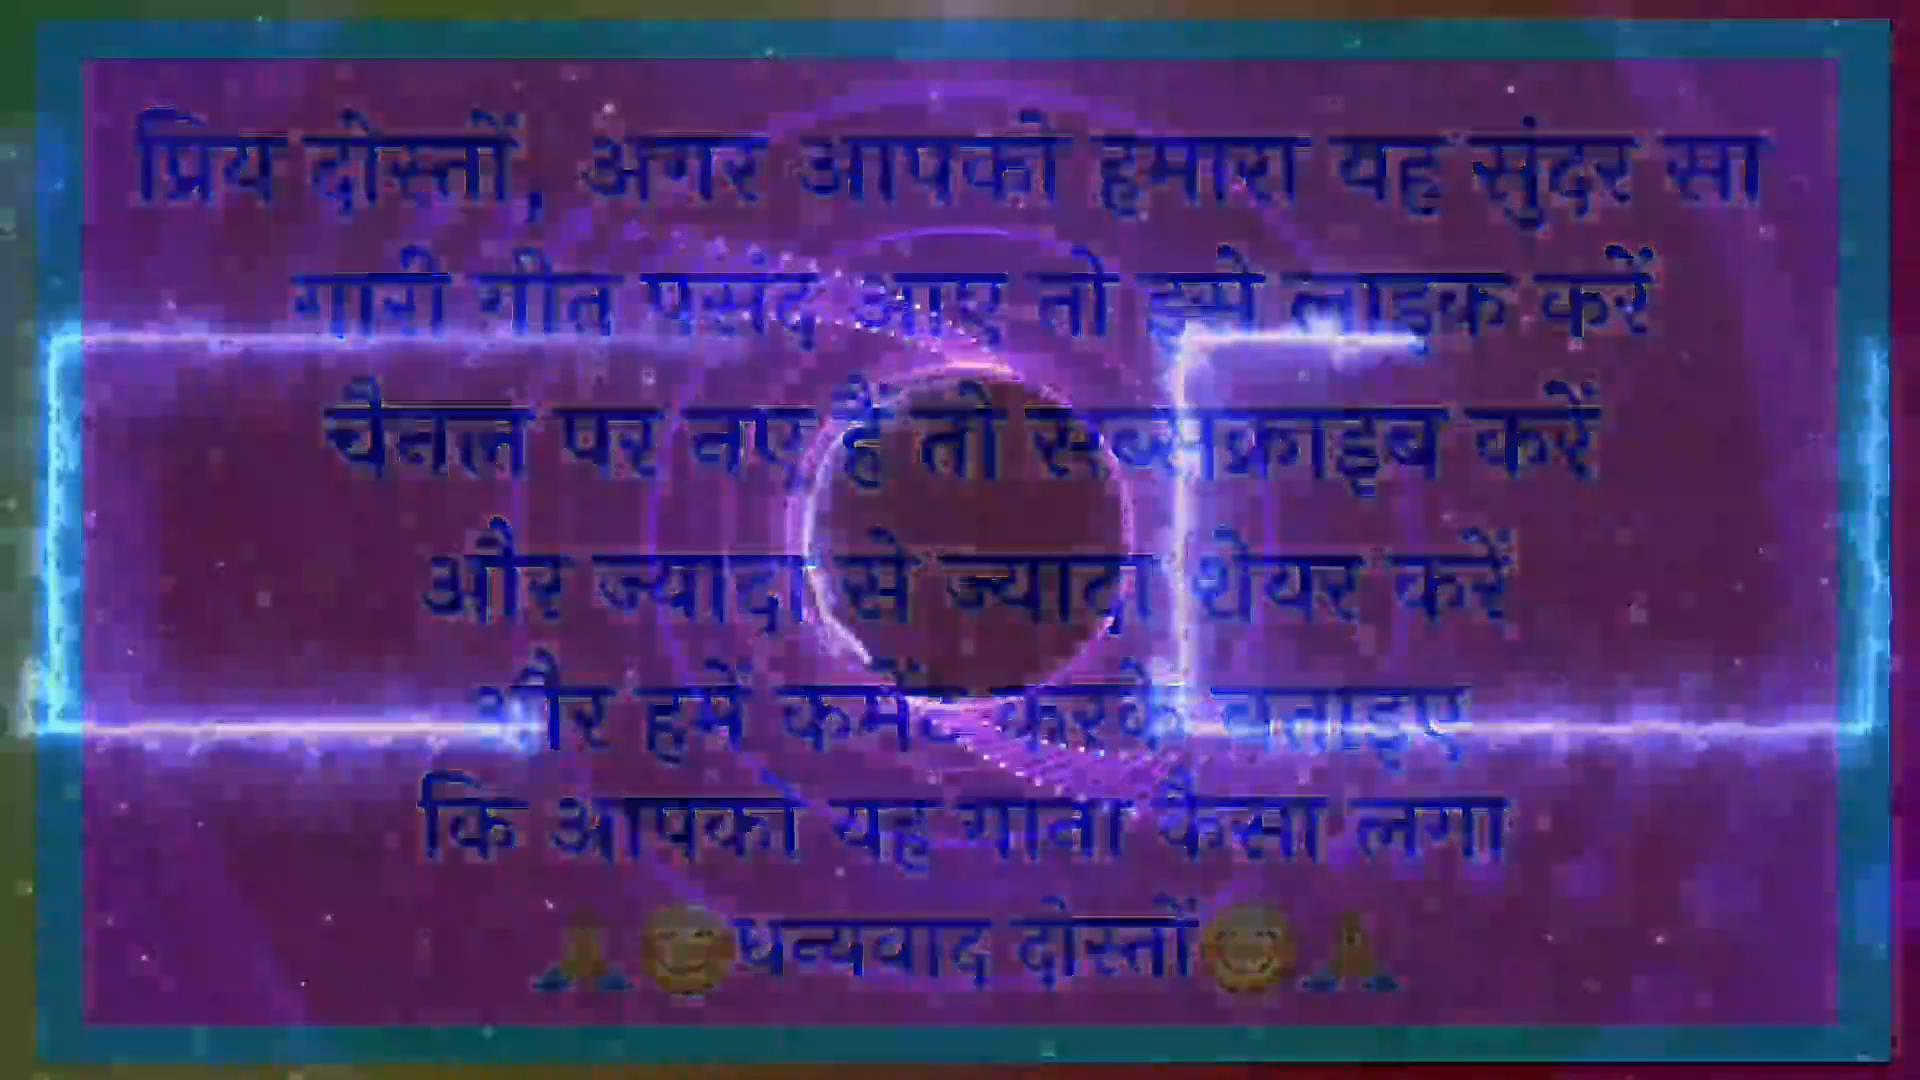 प्रिय दोस्तों, अगर आपको हमारा यह सुंदर सा
गारी गीत पसंद आए तो इसे लाइक करें
चैनल पर नए हैं तो सब्सक्राइब करें
और ज्यादा से ज्यादा शेयर करें
और हमें कमेंट करके बताइए
कि आपको यह गाना कैसा लगा
🙏😊धन्यवाद दोस्तों😊🙏